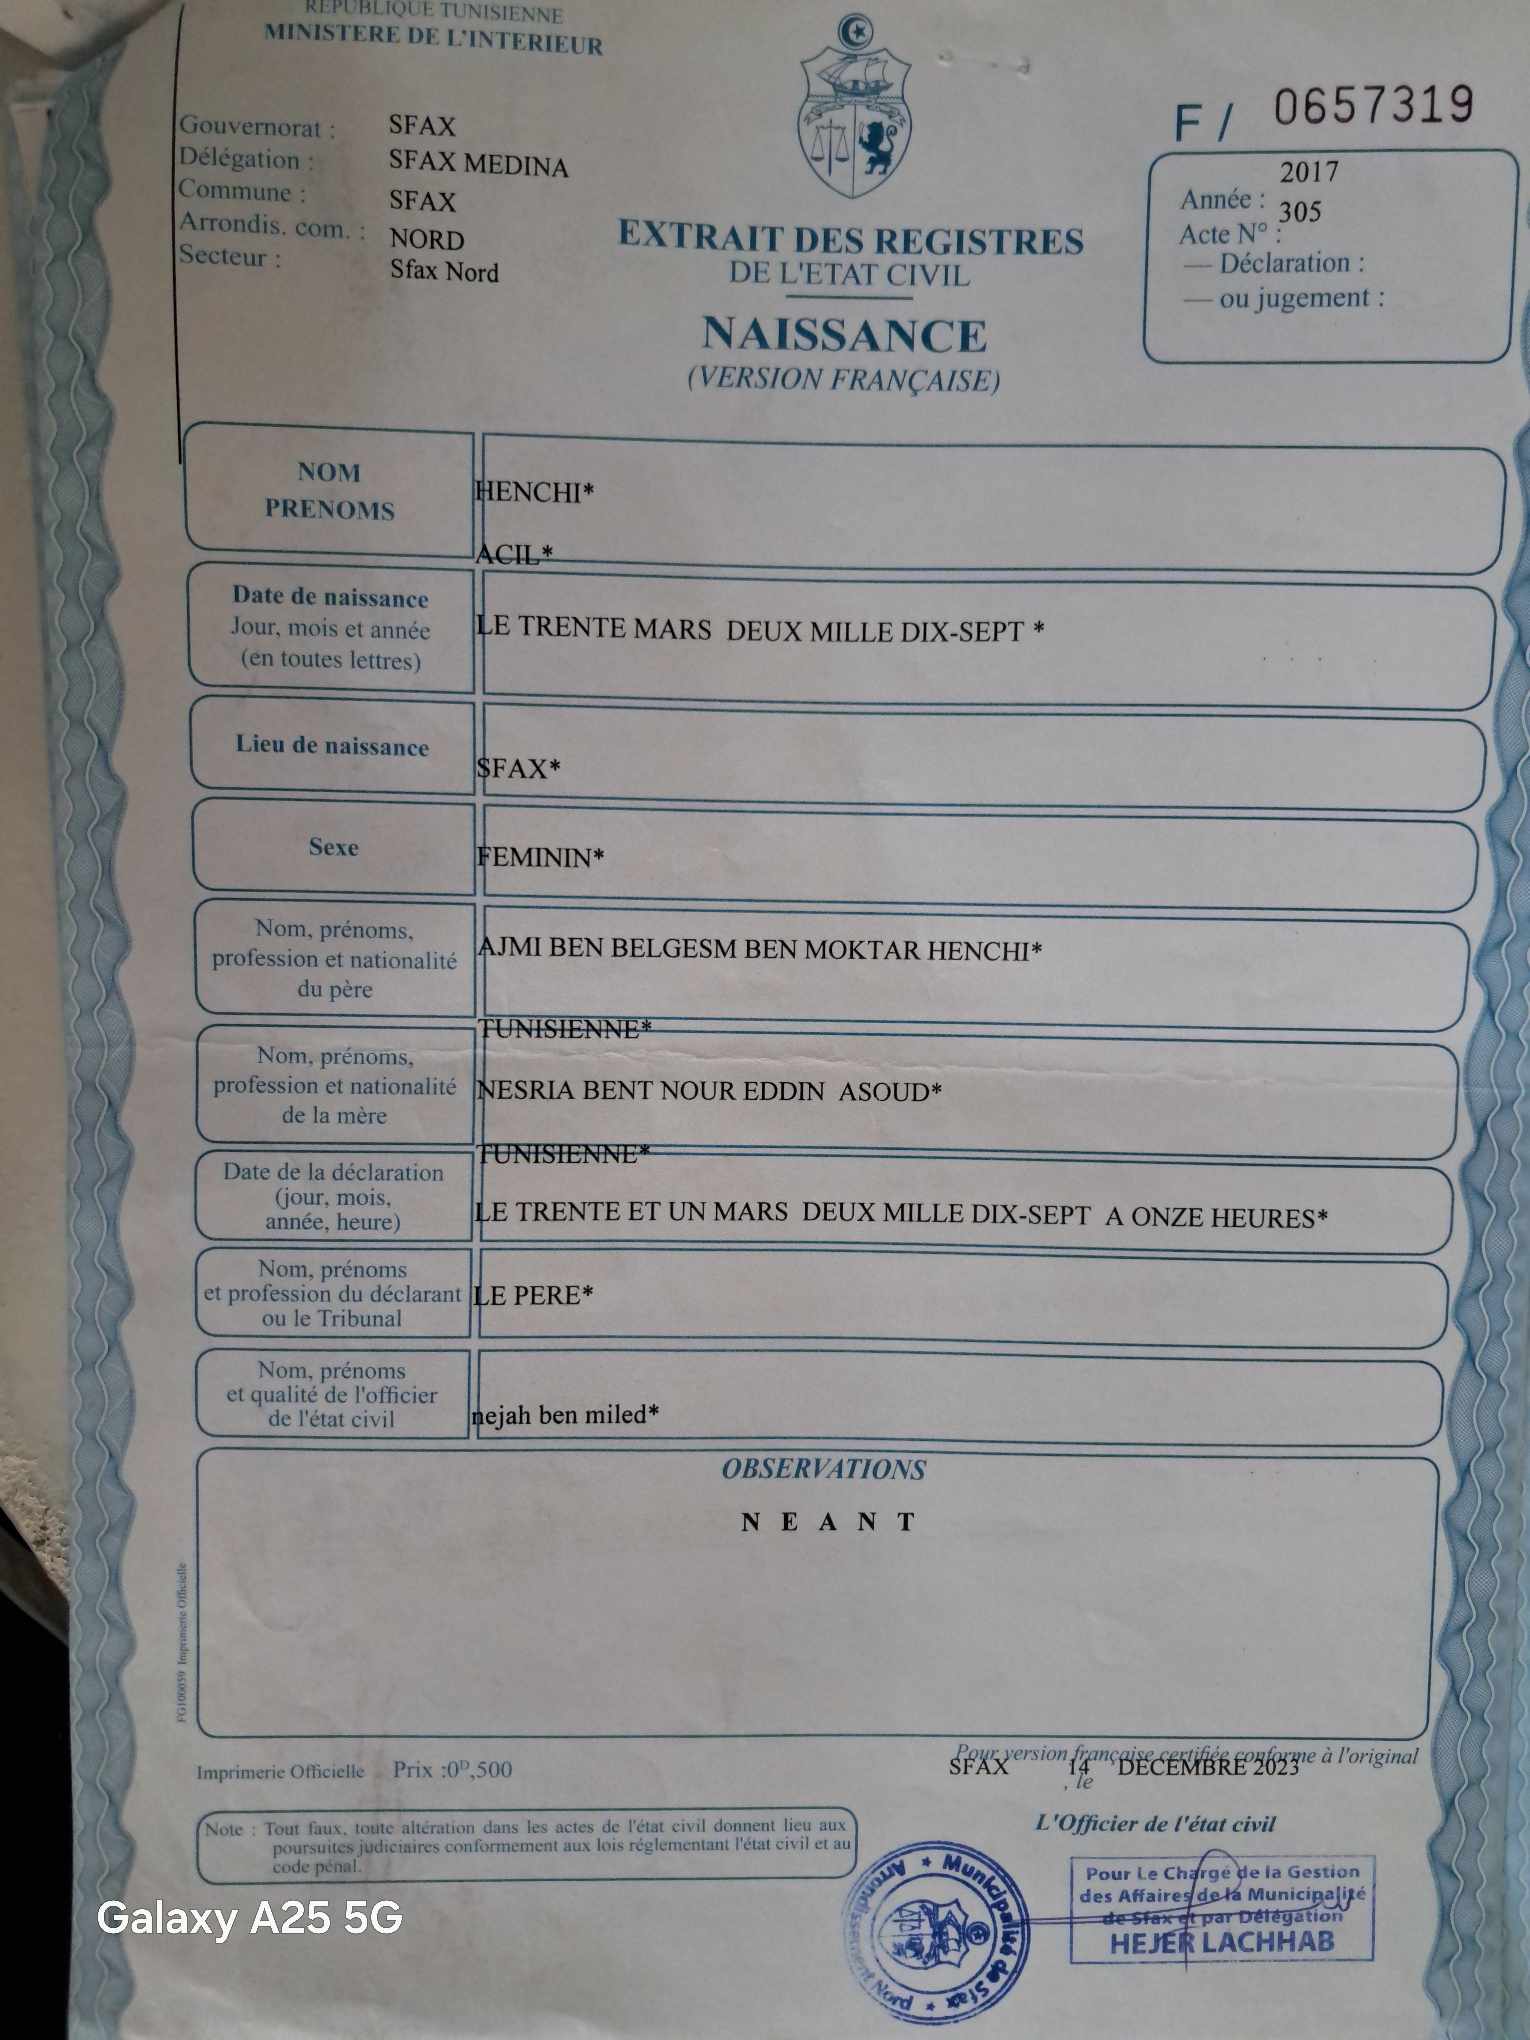 REPUBLIQUE TUNISIENNE
MINISTERE DE L'INTERIEUR
Gouvernorat : SFAX
Délégation : SFAX MEDINA
Commune : SFAX
Arrondis. com. : NORD
Secteur : Sfax Nord
F / 0657319
2017
Année :
305
Acte N° :
— Déclaration :
— ou jugement :
EXTRAIT DES REGISTRES
DE L'ETAT CIVIL
NAISSANCE
(VERSION FRANÇAISE)
NOM
PRENOMS
HENCHI*
ACIL*
Date de naissance
Jour, mois et année
(en toutes lettres)
LE TRENTE MARS DEUX MILLE DIX-SEPT *
Lieu de naissance
SFAX*
Sexe
FEMININ*
Nom, prénoms,
profession et nationalité
du père
AJMI BEN BELGESM BEN MOKTAR HENCHI*
TUNISIENNE*
Nom, prénoms,
profession et nationalité
de la mère
NESRIA BENT NOUR EDDIN ASOUD*
TUNISIENNE*
Date de la déclaration
(jour, mois,
année, heure)
LE TRENTE ET UN MARS DEUX MILLE DIX-SEPT A ONZE HEURES*
Nom, prénoms
et profession du déclarant
ou le Tribunal
LE PERE*
Nom, prénoms
et qualité de l'officier
de l'état civil
nejah ben miled*
OBSERVATIONS
N E A N T
FG100059 Imprimerie Officielle
Imprimerie Officielle Prix :0ᴰ,500
Pour version française certifiée conforme à l'original
SFAX 14 DECEMBRE 2023
, le
L'Officier de l'état civil
Note : Tout faux, toute altération dans les actes de l'état civil donnent lieu aux
poursuites judiciaires conformement aux lois réglementant l'état civil et au
code pénal.
★ Municipalité de Sfax ★ Arrondissement Nord
Pour Le Chargé de la Gestion
des Affaires de la Municipalité
de Sfax et par Délégation
HEJER LACHHAB
Galaxy A25 5G